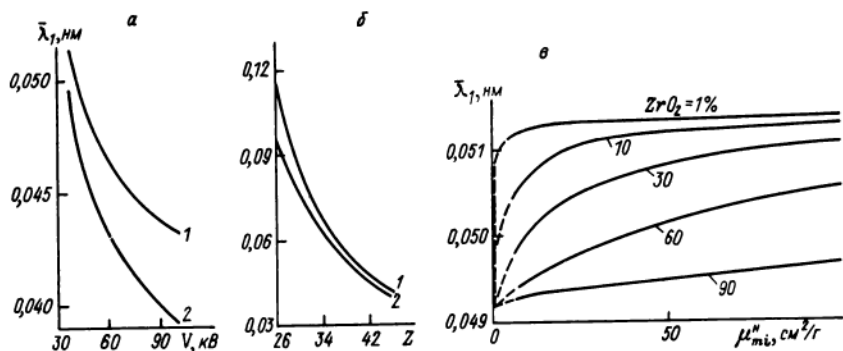 а
λ̄₁, нм
0,050
0,045
0,040
30 60 90 V, кВ
1
2
б
0,12
0,09
0,06
0,03
26 34 42 Z
1
2
в
λ̄₁, нм
0,051
0,050
0,049
0 50 μᴴₘᵢ, см²/г
ZrO₂ = 1%
10
30
60
90